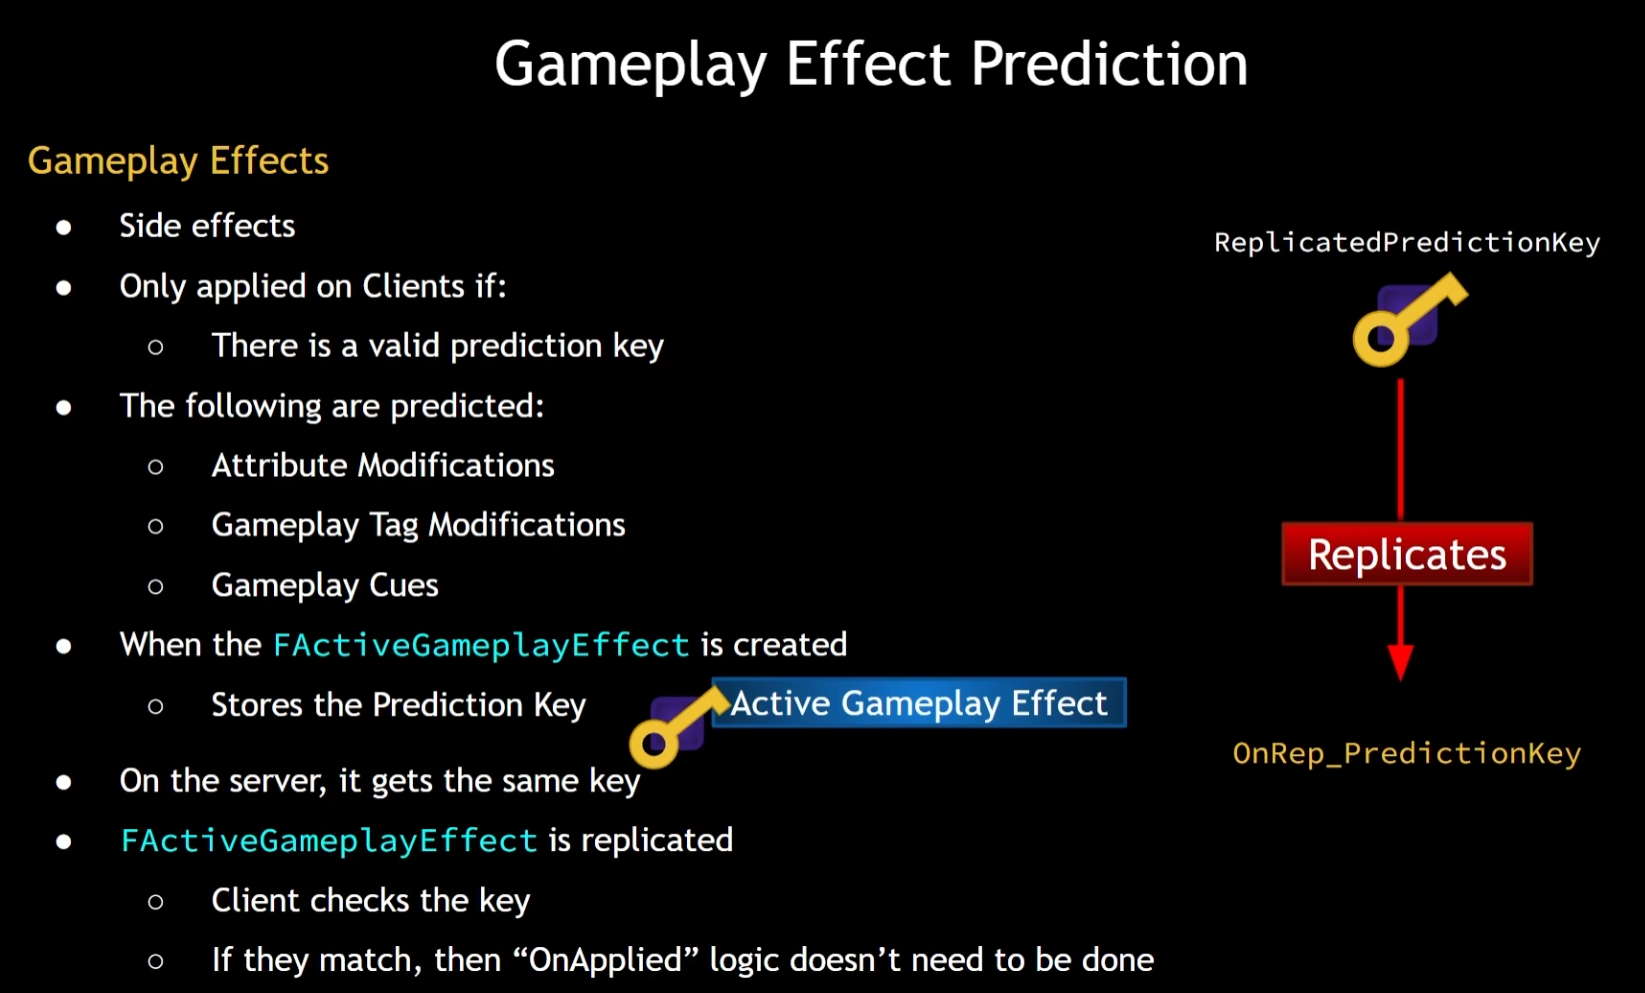 Gameplay Effect Prediction
Gameplay Effects
● Side effects
● Only applied on Clients if:
○ There is a valid prediction key
● The following are predicted:
○ Attribute Modifications
○ Gameplay Tag Modifications
○ Gameplay Cues
● When the FActiveGameplayEffect is created
○ Stores the Prediction Key
Active Gameplay Effect
● On the server, it gets the same key
● FActiveGameplayEffect is replicated
○ Client checks the key
○ If they match, then “OnApplied” logic doesn’t need to be done
ReplicatedPredictionKey
Replicates
OnRep_PredictionKey